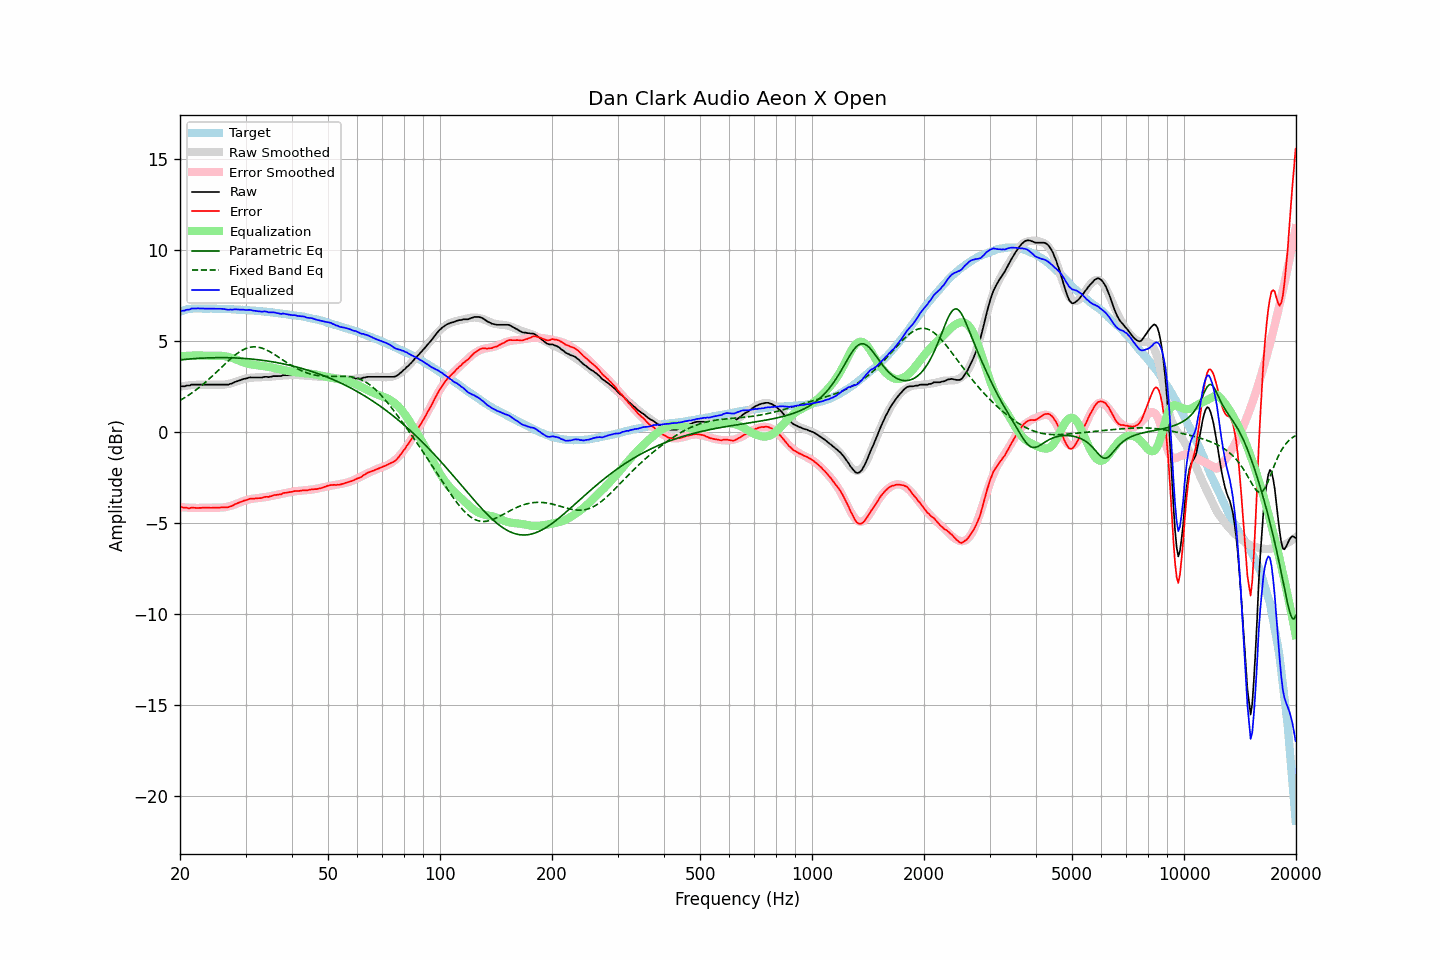 Dan Clark Audio Aeon X Open
Target
Raw Smoothed
Error Smoothed
Raw
Error
Equalization
Parametric Eq
Fixed Band Eq
Equalized
15
10
5
0
−5
−10
−15
−20
Amplitude (dBr)
20
50
100
200
500
1000
2000
5000
10000
20000
Frequency (Hz)